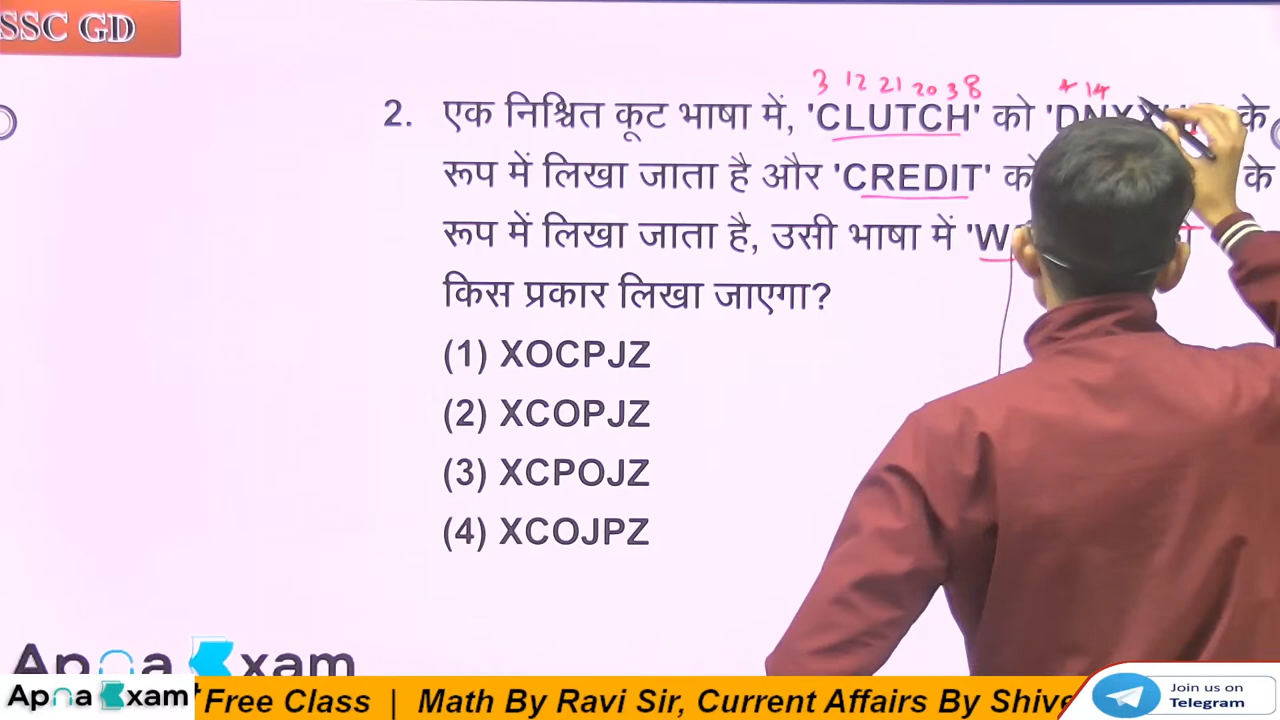 SSC GD
3 12 21 20 3 8 4 14
2. एक निश्चित कूट भाषा में, 'CLUTCH' को 'DNXX के
रूप में लिखा जाता है और 'CREDIT' को के
रूप में लिखा जाता है, उसी भाषा में 'W
किस प्रकार लिखा जाएगा?
(1) XOCPJZ
(2) XCOPJZ
(3) XCPOJZ
(4) XCOJPZ
Apna Exam
Apna Exam Free Class | Math By Ravi Sir, Current Affairs By Shive
Join us on
Telegram